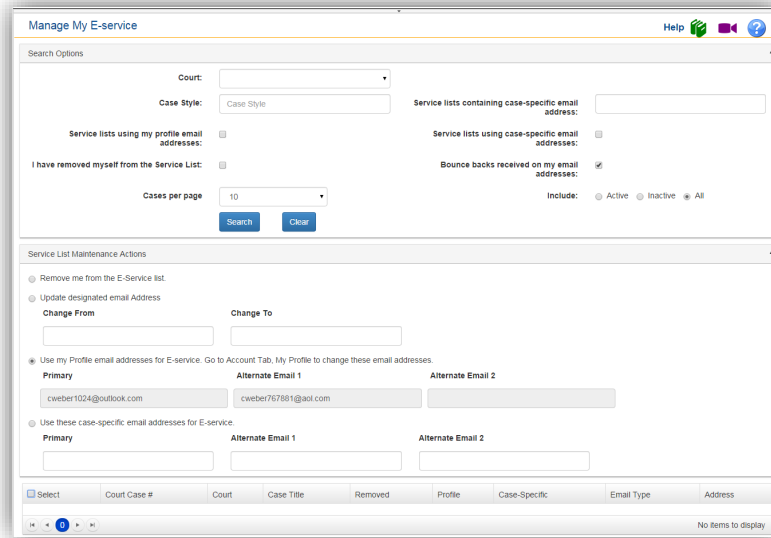 Manage My E-service
Help
Search Options
Court:
Case Style: Case Style Service lists containing case-specific email address:
Service lists using my profile email addresses: Service lists using case-specific email addresses:
I have removed myself from the Service List: Bounce backs received on my email addresses:
Cases per page 10 Include: Active Inactive All
Search Clear
Service List Maintenance Actions
Remove me from the E-Service list.
Update designated email Address
Change From Change To
Use my Profile email addresses for E-service. Go to Account Tab, My Profile to change these email addresses.
Primary Alternate Email 1 Alternate Email 2
cweber1024@outlook.com cweber767881@aol.com
Use these case-specific email addresses for E-service.
Primary Alternate Email 1 Alternate Email 2
Select Court Case # Court Case Title Removed Profile Case-Specific Email Type Address
0 No items to display